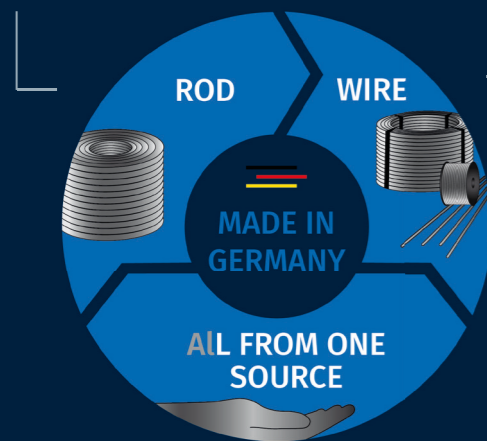 ROD
WIRE
MADE IN
GERMANY
AlL FROM ONE
SOURCE